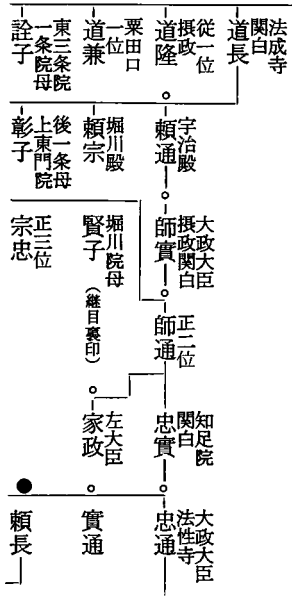 法成寺
関白
道長
従一位
摂政
道隆
粟田口
一位
道兼
東三条院
一条院母
詮子
宇治殿
頼通
堀川殿
頼宗
後一条母
上東門院
彰子
大政大臣
摂政関白
師實
堀川院母
賢子
(継目裏印)
正三位
宗忠
正二位
師通
知足院
関白
忠實
左大臣
家政
大政大臣
法性寺
忠通
實通
頼長